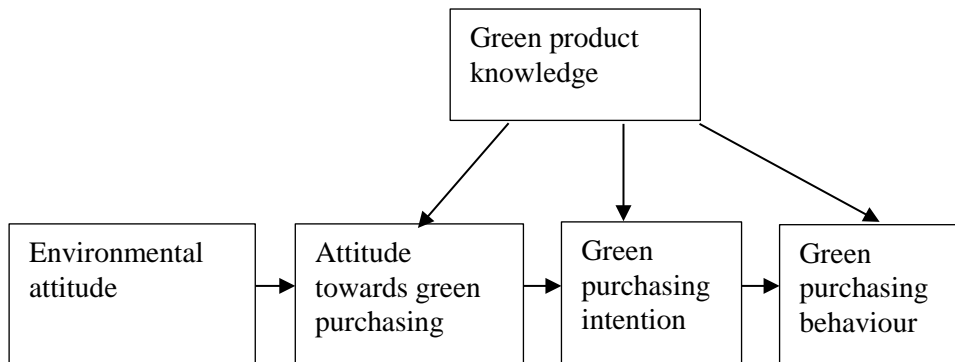 Green product
knowledge
Environmental
attitude
Attitude
towards green
purchasing
Green
purchasing
intention
Green
purchasing
behaviour